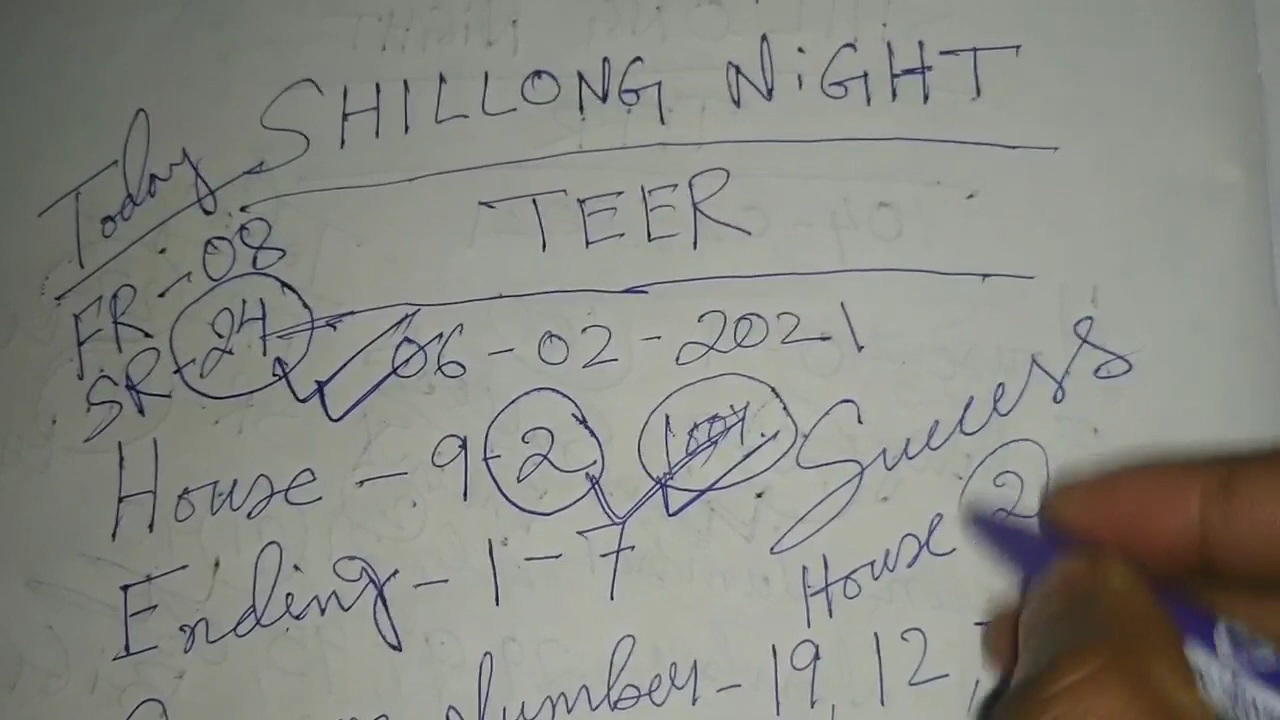 Today SHILLONG NiGHT
TEER
FR - 08
SR - 24
06 - 02 - 2021
House - 9 - 2 100%. Success
House 2
Ending - 1 - 7
Number - 19, 12,